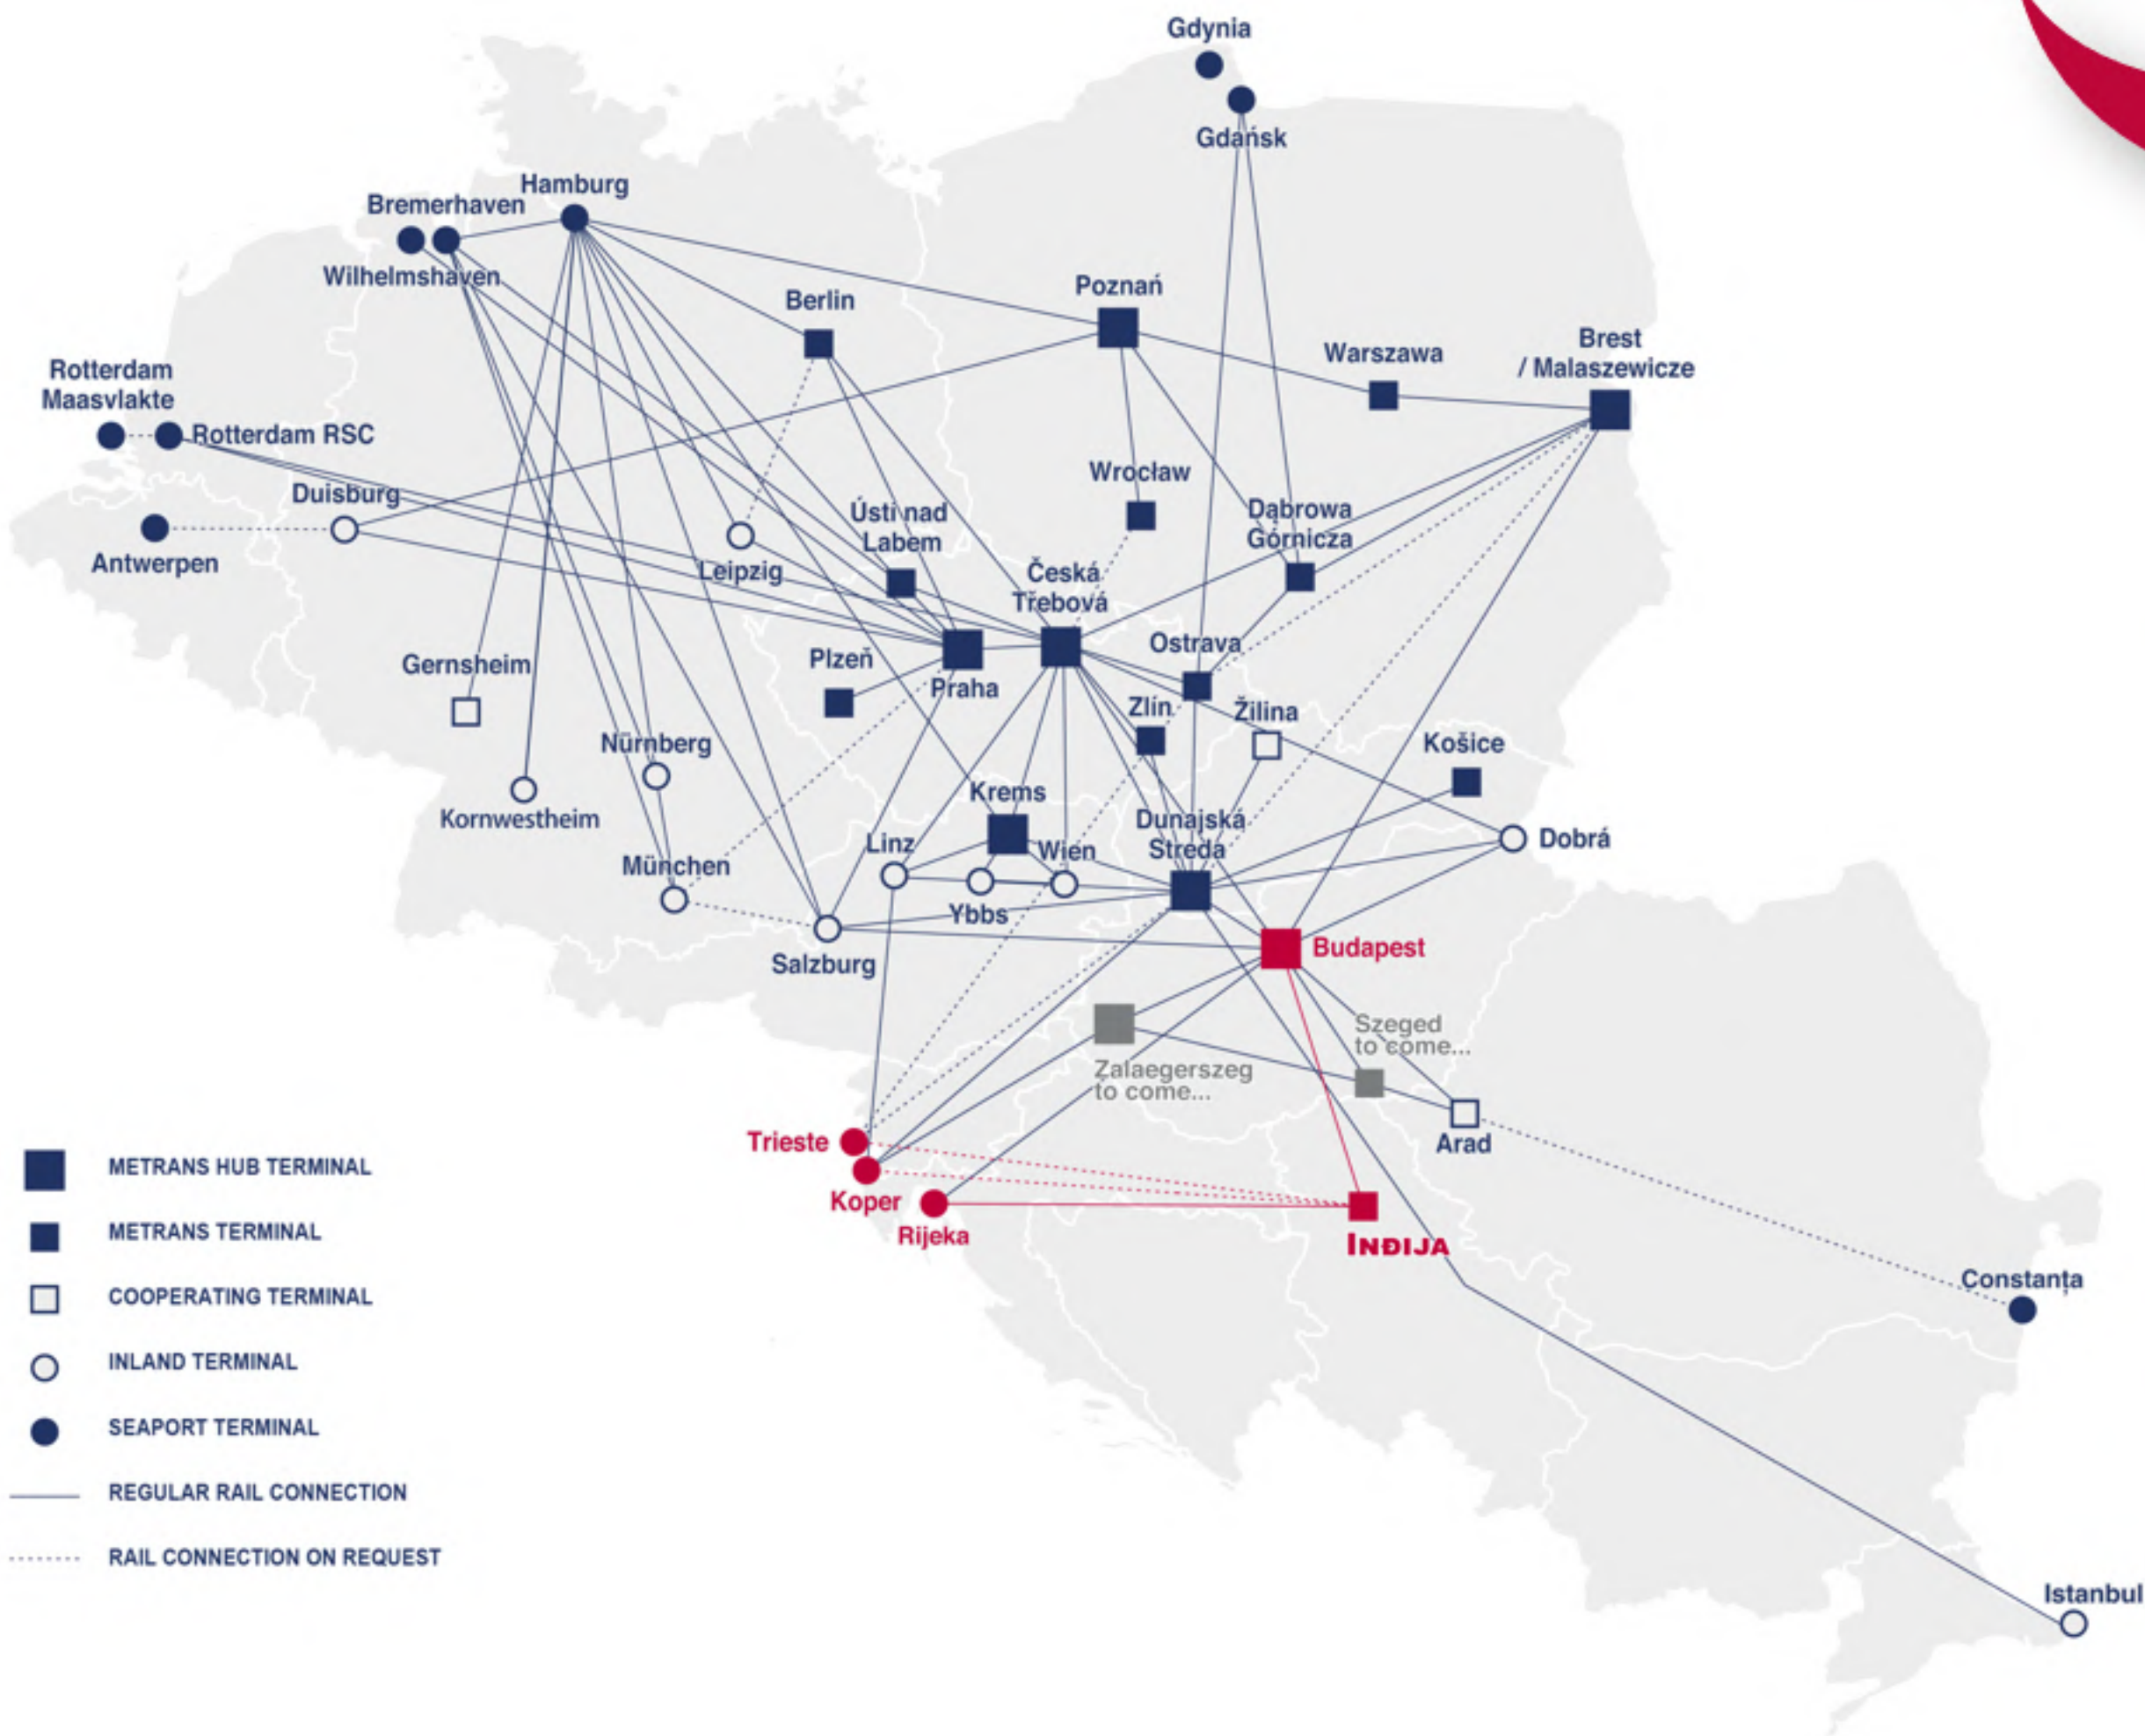 Gdynia
Gdańsk
Hamburg
Bremerhaven
Wilhelmshaven
Berlin
Poznań
Warszawa
Brest
/ Malaszewicze
Rotterdam
Maasvlakte
Rotterdam RSC
Duisburg
Antwerpen
Wrocław
Ústí nad
Labem
Leipzig
Dąbrowa
Górnicza
Česká
Třebová
Ostrava
Gernsheim
Plzeň
Praha
Zlín
Žilina
Nürnberg
Košice
Kornwestheim
Krems
Dunajská
Streda
Linz
Wien
Dobrá
München
Ybbs
Salzburg
Budapest
Szeged
to come...
Zalaegerszeg
to come...
Trieste
Arad
Koper
Rijeka
INĐIJA
Constanța
Istanbul
METRANS HUB TERMINAL
METRANS TERMINAL
COOPERATING TERMINAL
INLAND TERMINAL
SEAPORT TERMINAL
REGULAR RAIL CONNECTION
RAIL CONNECTION ON REQUEST